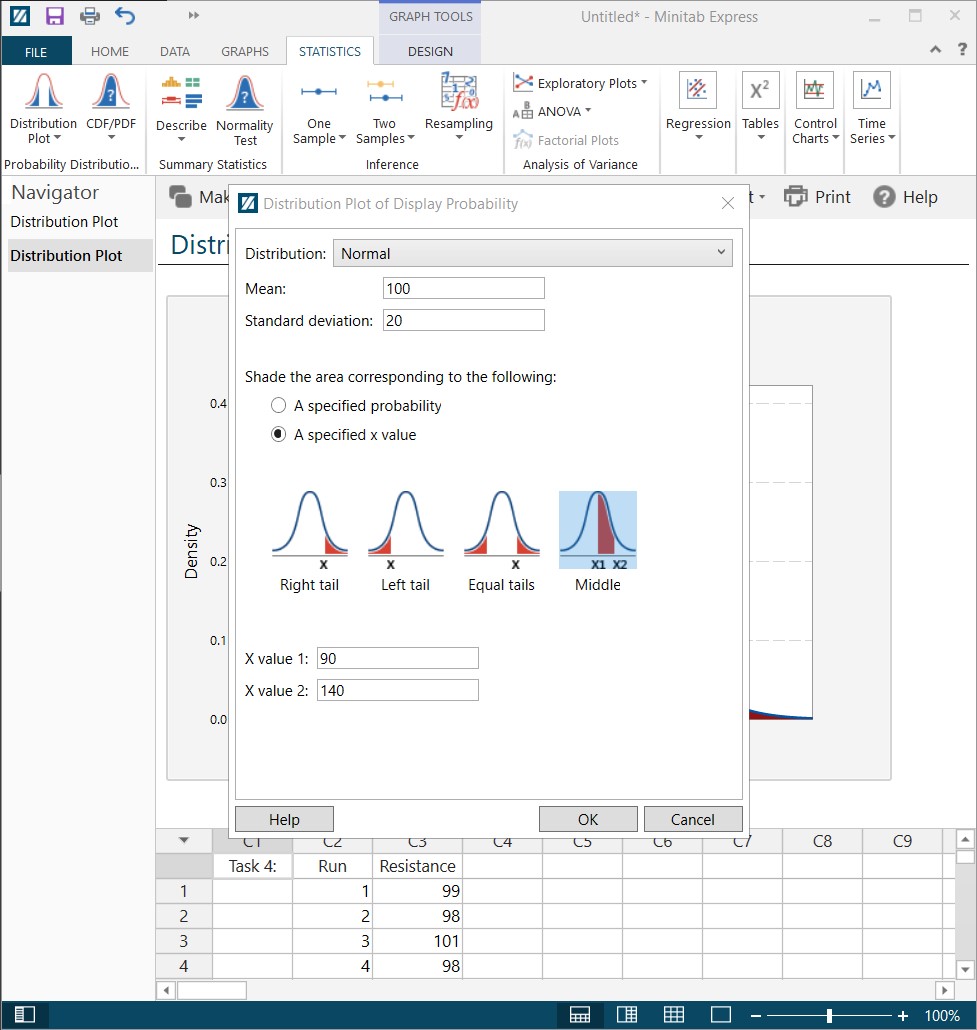 GRAPH TOOLS
Untitled* - Minitab Express
FILE HOME DATA GRAPHS STATISTICS DESIGN ?
Distribution Plot
CDF/PDF
Probability Distributio...
Describe
Normality Test
Summary Statistics
One Sample
Two Samples
Resampling
Inference
Exploratory Plots
ANOVA
Factorial Plots
Analysis of Variance
Regression
X² Tables
Control Charts
Time Series
Navigator
Distribution Plot
Distribution Plot
Mak
Print
? Help
Distri
Distribution Plot of Display Probability
Distribution: Normal
Mean: 100
Standard deviation: 20
Shade the area corresponding to the following:
A specified probability
A specified x value
X X X X1 X2
Right tail Left tail Equal tails Middle
X value 1: 90
X value 2: 140
Help OK Cancel
0.4
0.3
0.2
0.1
0.0
Density
C1 C2 C3 C4 C5 C6 C7 C8 C9
Task 4: Run Resistance
1 1 99
2 2 98
3 3 101
4 4 98
100%